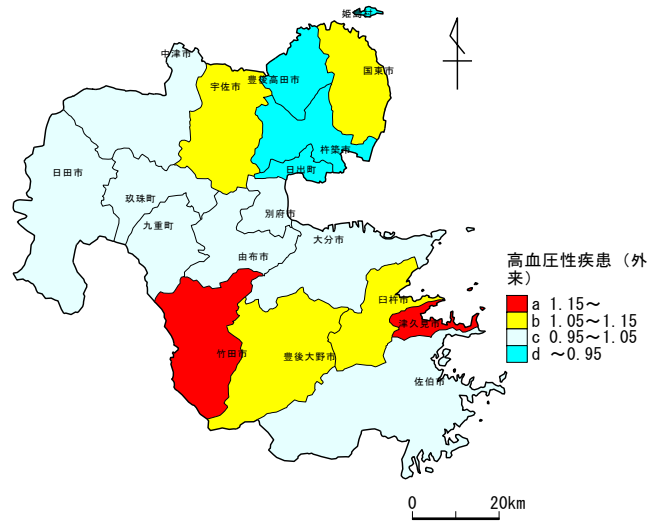 姫島村
中津市
国東市
豊後高田市
宇佐市
杵築市
日出町
日田市
玖珠町
別府市
九重町
大分市
由布市
高血圧性疾患（外
来）
a 1.15～
b 1.05～1.15
c 0.95～1.05
d ～0.95
臼杵市
津久見市
竹田市
豊後大野市
佐伯市
0 20km